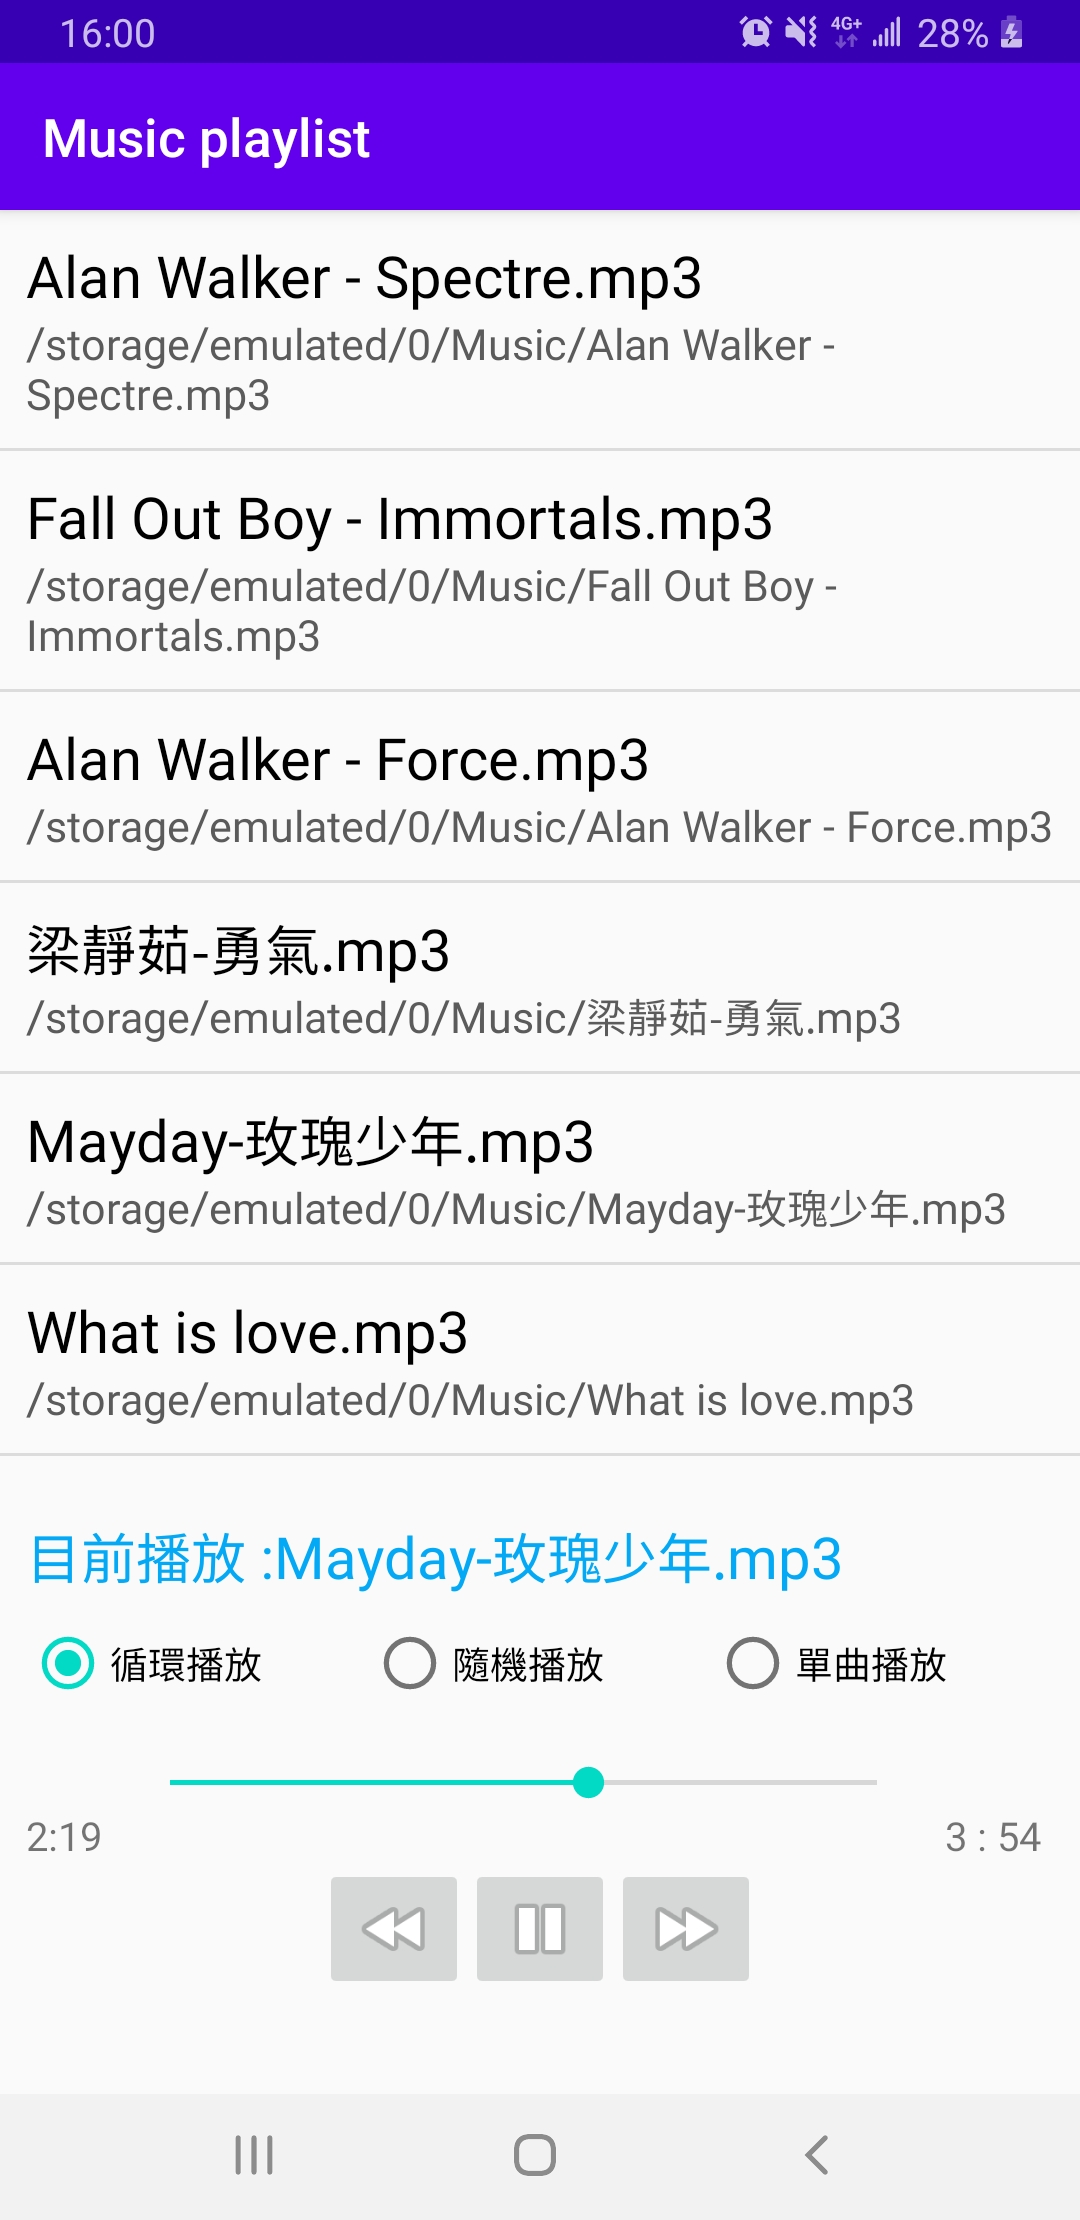 16:00 4G+ 28%
Music playlist
Alan Walker - Spectre.mp3
/storage/emulated/0/Music/Alan Walker -
Spectre.mp3
Fall Out Boy - Immortals.mp3
/storage/emulated/0/Music/Fall Out Boy -
Immortals.mp3
Alan Walker - Force.mp3
/storage/emulated/0/Music/Alan Walker - Force.mp3
梁靜茹-勇氣.mp3
/storage/emulated/0/Music/梁靜茹-勇氣.mp3
Mayday-玫瑰少年.mp3
/storage/emulated/0/Music/Mayday-玫瑰少年.mp3
What is love.mp3
/storage/emulated/0/Music/What is love.mp3
目前播放 :Mayday-玫瑰少年.mp3
循環播放 隨機播放 單曲播放
2:19 3 : 54